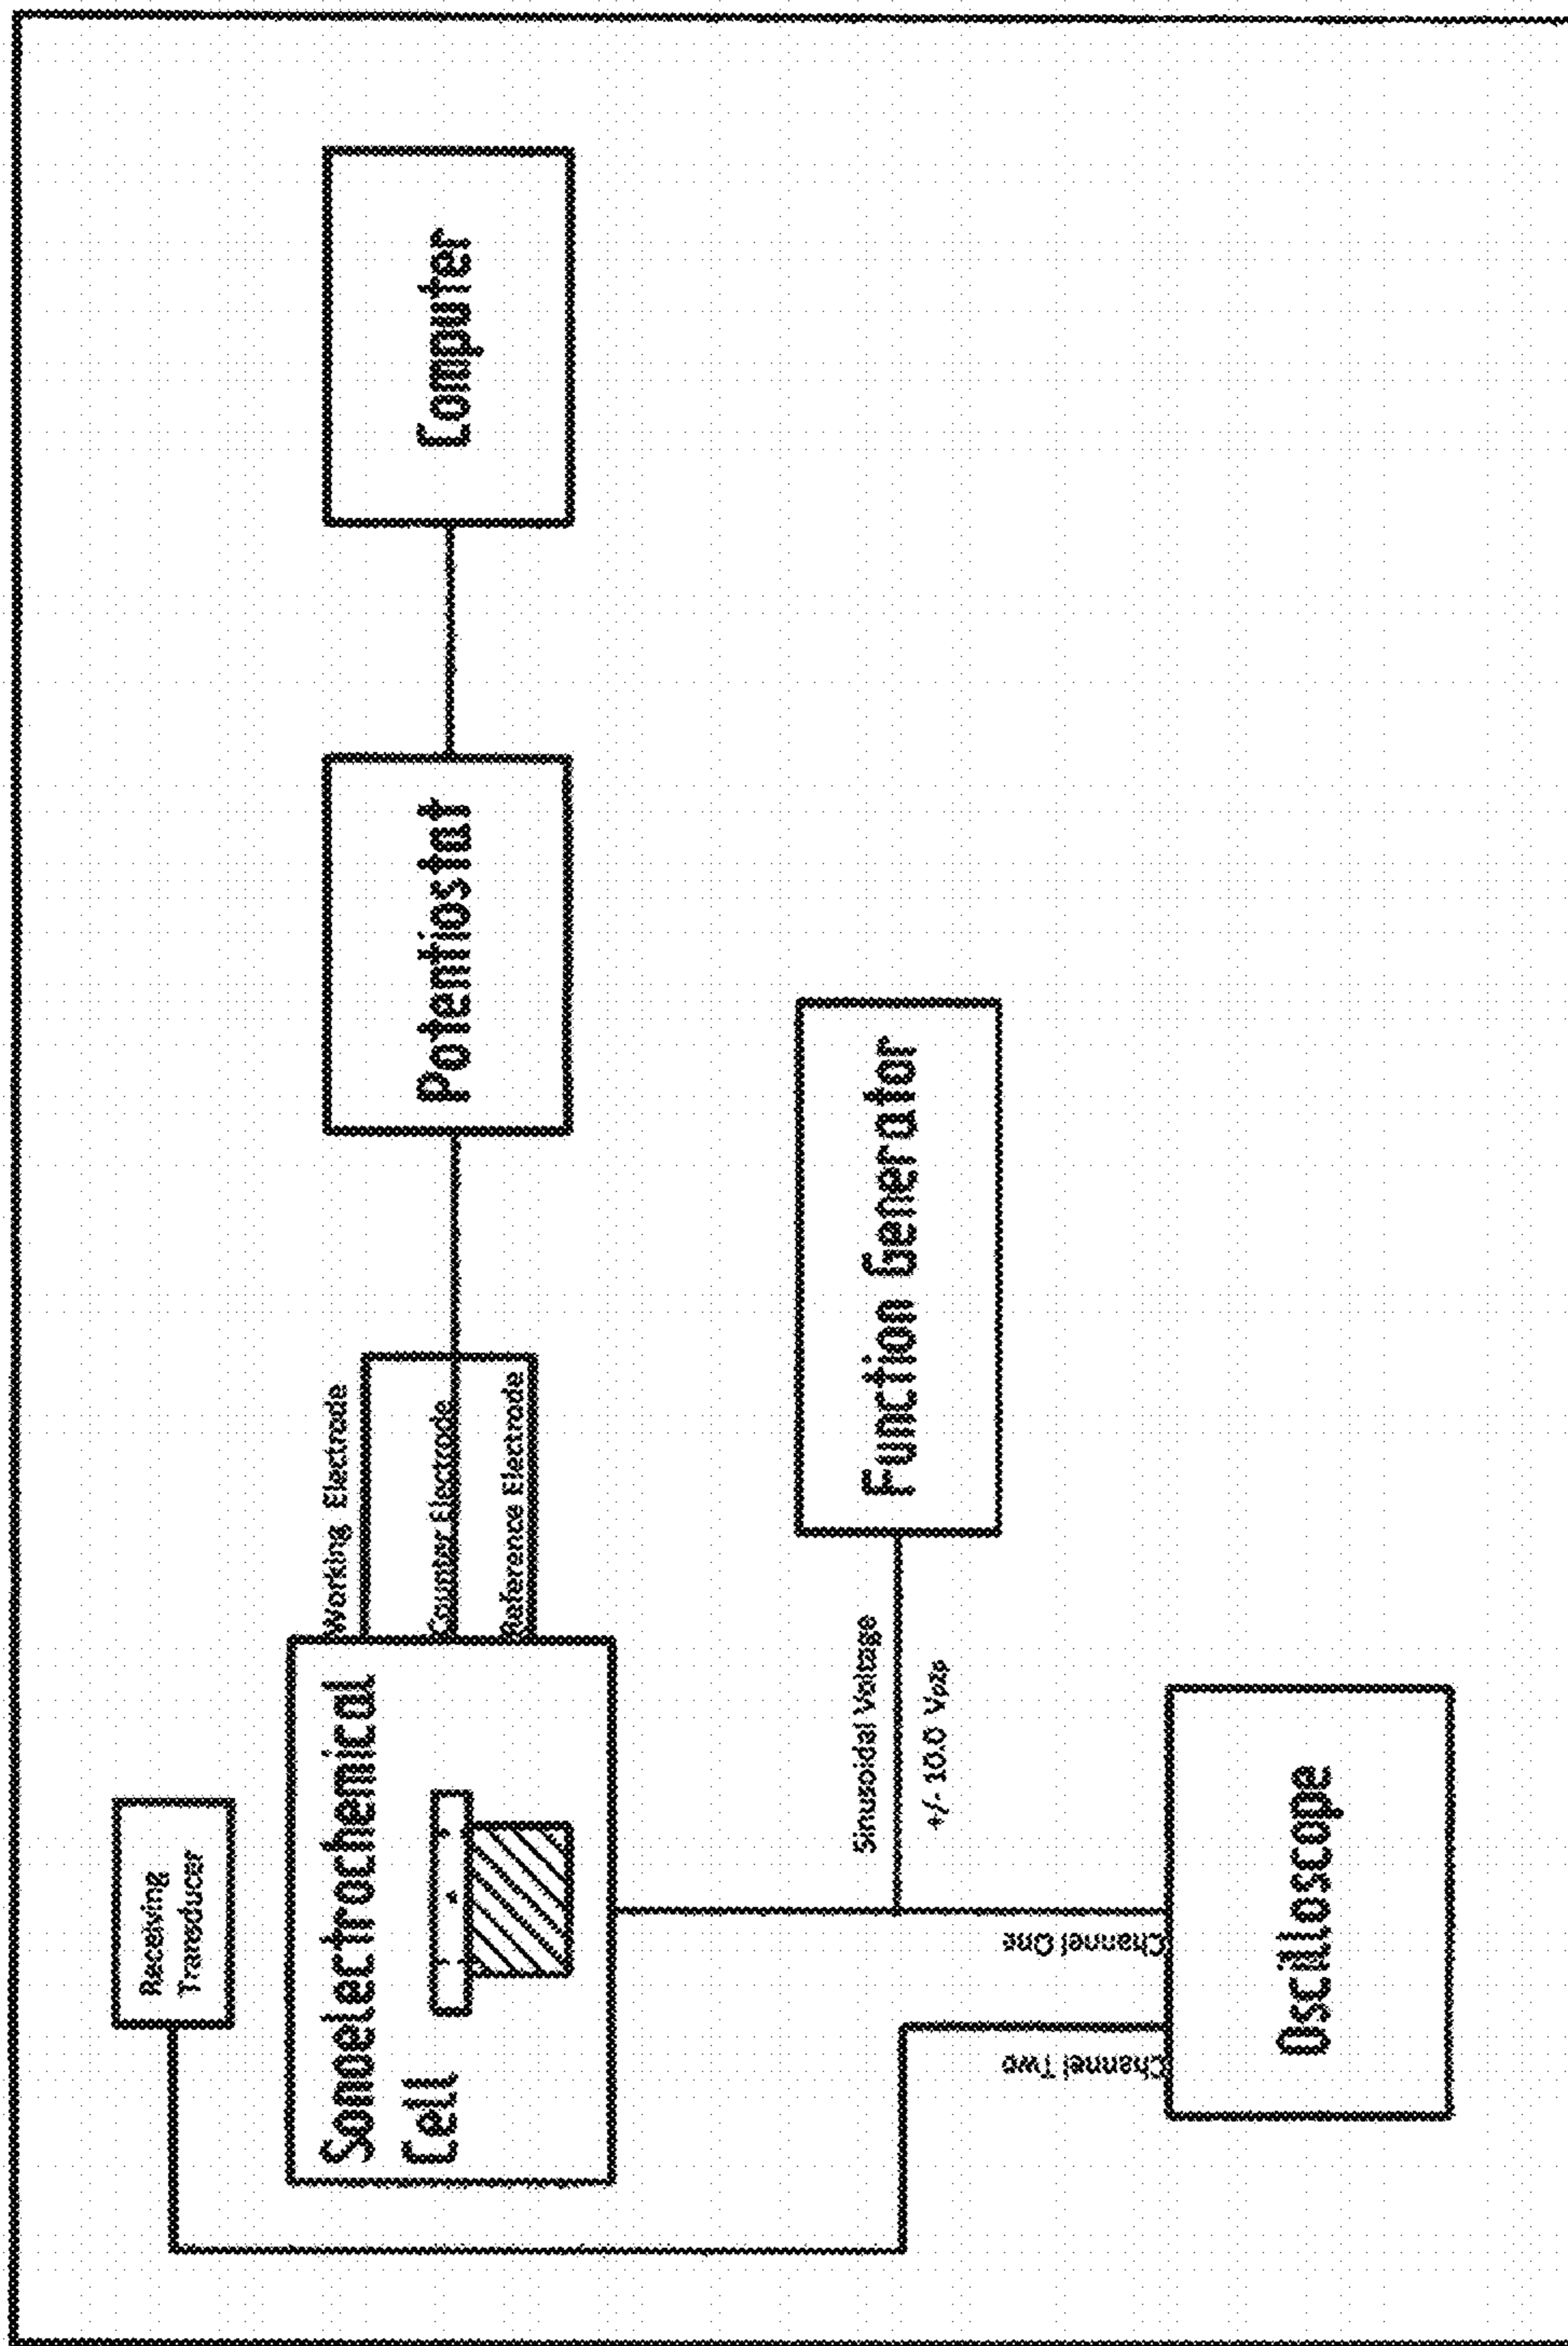 Receiving
Transducer
Sonoelectrochemical
Cell
Working Electrode
Counter Electrode
Reference Electrode
Potentiostat
Computer
Sinusoidal Voltage
+/- 10.0 Vp2p
Function Generator
Channel One
Channel Two
Oscilloscope